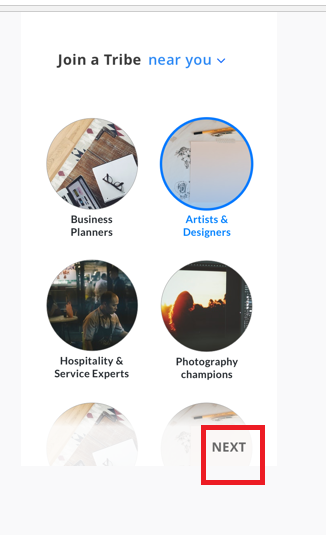 Join a Tribe near you
Business
Planners
Artists &
Designers
Hospitality &
Service Experts
Photography
champions
NEXT